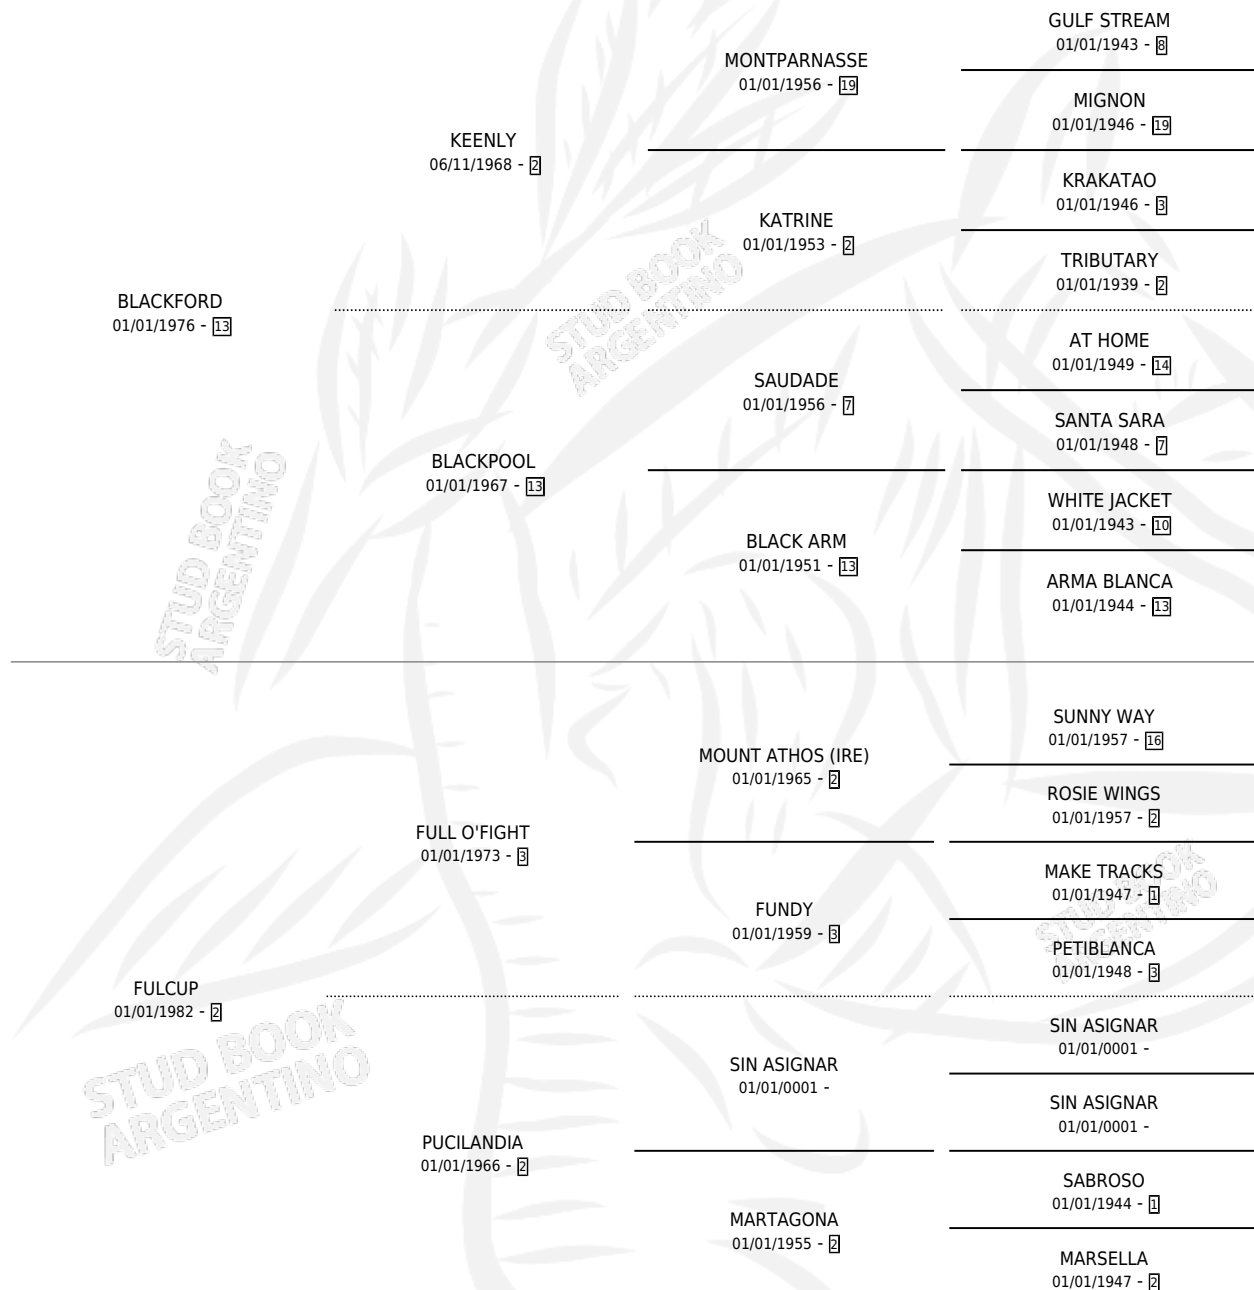 GULF STREAM
01/01/1943 - 8
MONTPARNASSE
01/01/1956 - 19
MIGNON
01/01/1946 - 19
KEENLY
06/11/1968 - 2
KRAKATAO
01/01/1946 - 3
KATRINE
01/01/1953 - 2
TRIBUTARY
01/01/1939 - 2
BLACKFORD
01/01/1976 - 13
AT HOME
01/01/1949 - 14
SAUDADE
01/01/1956 - 7
SANTA SARA
01/01/1948 - 7
BLACKPOOL
01/01/1967 - 13
WHITE JACKET
01/01/1943 - 10
BLACK ARM
01/01/1951 - 13
ARMA BLANCA
01/01/1944 - 13
STUD BOOK
ARGENTINO
STUD BOOK
ARGENTINO
SUNNY WAY
01/01/1957 - 16
MOUNT ATHOS (IRE)
01/01/1965 - 2
ROSIE WINGS
01/01/1957 - 2
FULL O'FIGHT
01/01/1973 - 3
MAKE TRACKS
01/01/1947 - 1
FUNDY
01/01/1959 - 3
PETIBLANCA
01/01/1948 - 3
STUD BOOK
ARGENTINO
FULCUP
01/01/1982 - 2
SIN ASIGNAR
01/01/0001 -
SIN ASIGNAR
01/01/0001 -
SIN ASIGNAR
01/01/0001 -
PUCILANDIA
01/01/1966 - 2
SABROSO
01/01/1944 - 1
MARTAGONA
01/01/1955 - 2
MARSELLA
01/01/1947 - 2
STUD BOOK
ARGENTINO